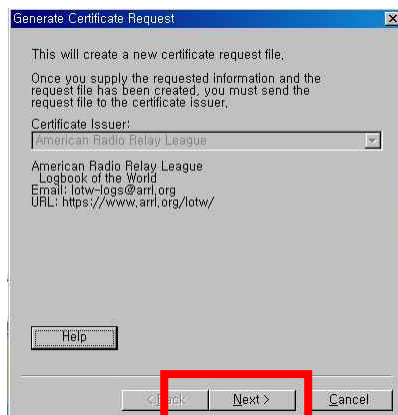 Generate Certificate Request
This will create a new certificate request file,
Once you supply the requested information and the
request file has been created, you must send the
request file to the certificate issuer,
Certificate Issuer:
American Radio Relay League
American Radio Relay League
Logbook of the World
Email: lotw-logs@arrl.org
URL: https://www.arrl.org/lotw/
Help
< Back
Next >
Cancel